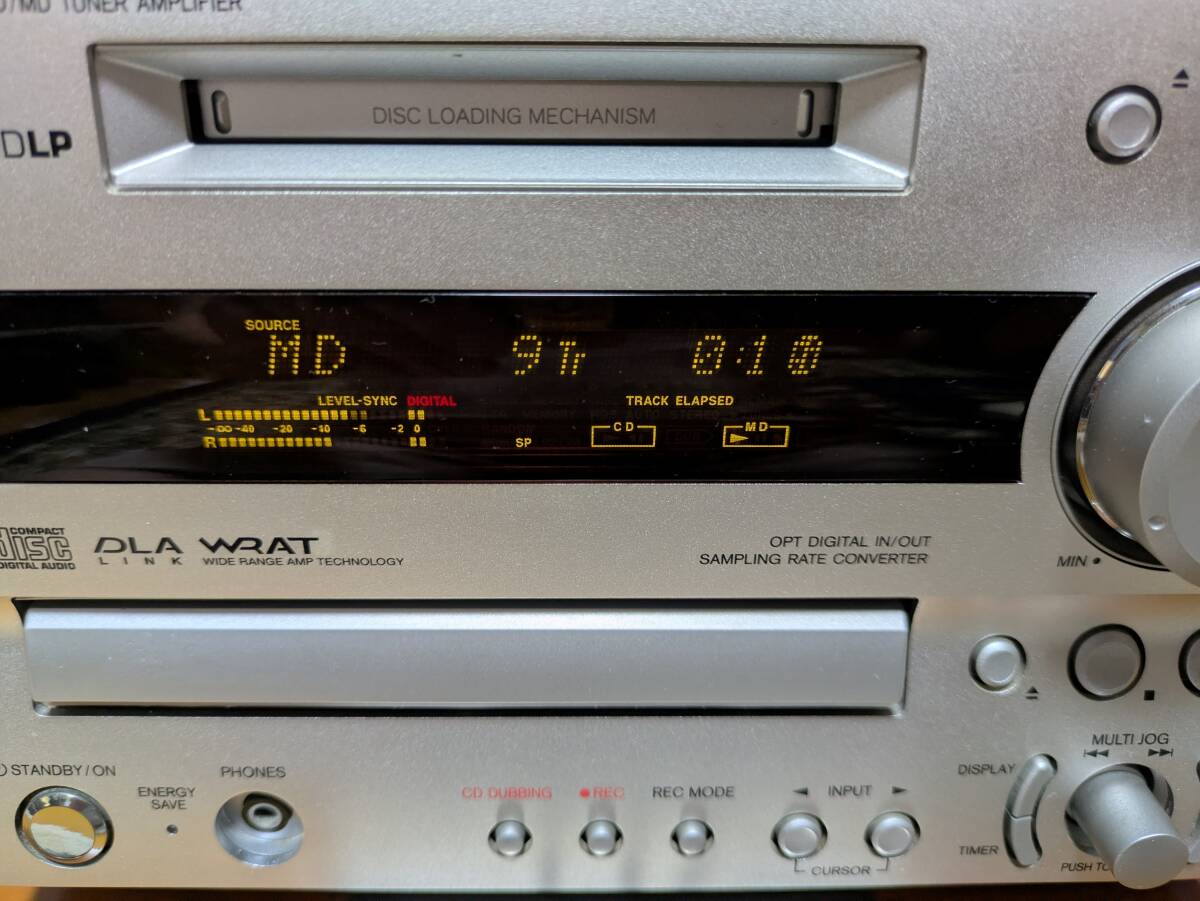 /MD TUNER AMPLIFIER
DISC LOADING MECHANISM
DLP
SOURCE
MD 9Tr
LEVEL-SYNC DIGITAL TRACK ELAPSED
L
-∞ -40 -20 -10 -6 -2 0
R
SP CD MD
COMPACT
disc
DIGITAL AUDIO
DLA
LINK
WRAT
WIDE RANGE AMP TECHNOLOGY
OPT DIGITAL IN/OUT
SAMPLING RATE CONVERTER
MIN
STANDBY/ON
ENERGY
SAVE
PHONES
CD DUBBING
REC
REC MODE
INPUT
CURSOR
MULTI JOG
DISPLAY
TIMER
PUSH TO